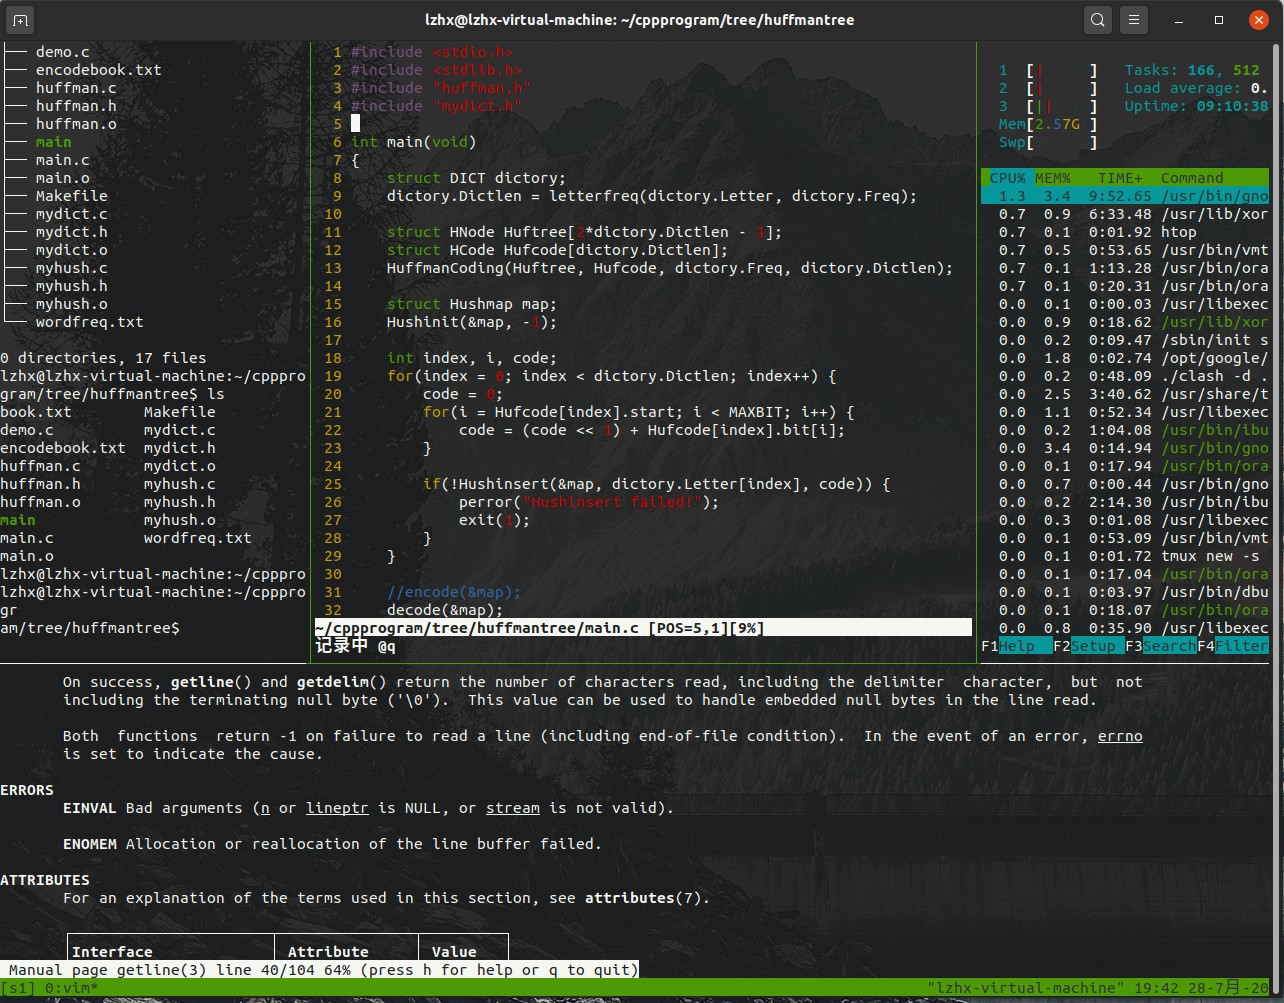 lzhx@lzhx-virtual-machine: ~/cppprogram/tree/huffmantree
demo.c
encodebook.txt
huffman.c
huffman.h
huffman.o
main
main.c
main.o
Makefile
mydict.c
mydict.h
mydict.o
myhush.c
myhush.h
myhush.o
wordfreq.txt
0 directories, 17 files
lzhx@lzhx-virtual-machine:~/cpppro
gram/tree/huffmantree$ ls
book.txt        Makefile
demo.c          mydict.c
encodebook.txt  mydict.h
huffman.c       mydict.o
huffman.h       myhush.c
huffman.o       myhush.h
main            myhush.o
main.c          wordfreq.txt
main.o
lzhx@lzhx-virtual-machine:~/cpppro
lzhx@lzhx-virtual-machine:~/cpppro
gr
am/tree/huffmantree$
1 #include <stdio.h>
2 #include <stdlib.h>
3 #include "huffman.h"
4 #include "mydict.h"
5
6 int main(void)
7 {
8     struct DICT dictory;
9     dictory.Dictlen = letterfreq(dictory.Letter, dictory.Freq);
10
11     struct HNode Huftree[2*dictory.Dictlen - 1];
12     struct HCode Hufcode[dictory.Dictlen];
13     HuffmanCoding(Huftree, Hufcode, dictory.Freq, dictory.Dictlen);
14
15     struct Hushmap map;
16     Hushinit(&map, -1);
17
18     int index, i, code;
19     for(index = 0; index < dictory.Dictlen; index++) {
20         code = 0;
21         for(i = Hufcode[index].start; i < MAXBIT; i++) {
22             code = (code << 1) + Hufcode[index].bit[i];
23         }
24
25         if(!Hushinsert(&map, dictory.Letter[index], code)) {
26             perror("Hushinsert failed!");
27             exit(1);
28         }
29     }
30
31     //encode(&map);
32     decode(&map);
~/cppprogram/tree/huffmantree/main.c [POS=5,1][9%]
记录中 @q
1 [|     ] Tasks: 166, 512
2 [|     ] Load average: 0.
3 [||    ] Uptime: 09:10:38
Mem[2.57G ]
Swp[      ]
CPU% MEM%   TIME+  Command
1.3  3.4  9:52.65 /usr/bin/gno
0.7  0.9  6:33.48 /usr/lib/xor
0.7  0.1  0:01.92 htop
0.7  0.5  0:53.65 /usr/bin/vmt
0.7  0.1  1:13.28 /usr/bin/ora
0.7  0.1  0:20.31 /usr/bin/ora
0.0  0.1  0:00.03 /usr/libexec
0.0  0.9  0:18.62 /usr/lib/xor
0.0  0.2  0:09.47 /sbin/init s
0.0  1.8  0:02.74 /opt/google/
0.0  0.2  0:48.09 ./clash -d .
0.0  2.5  3:40.62 /usr/share/t
0.0  1.1  0:52.34 /usr/libexec
0.0  0.2  1:04.08 /usr/bin/ibu
0.0  3.4  0:14.94 /usr/bin/gno
0.0  0.1  0:17.94 /usr/bin/ora
0.0  0.7  0:00.44 /usr/bin/gno
0.0  0.2  2:14.30 /usr/bin/ibu
0.0  0.3  0:01.08 /usr/libexec
0.0  0.1  0:53.09 /usr/bin/vmt
0.0  0.1  0:01.72 tmux new -s
0.0  0.1  0:17.04 /usr/bin/ora
0.0  0.1  0:03.97 /usr/bin/dbu
0.0  0.1  0:18.07 /usr/bin/ora
0.0  0.8  0:35.90 /usr/libexec
F1Help  F2Setup F3SearchF4Filter
On success, getline() and getdelim() return the number of characters read, including the delimiter  character,  but  not
including the terminating null byte ('\0').  This value can be used to handle embedded null bytes in the line read.
Both  functions  return -1 on failure to read a line (including end-of-file condition).  In the event of an error, errno
is set to indicate the cause.
ERRORS
EINVAL Bad arguments (n or lineptr is NULL, or stream is not valid).
ENOMEM Allocation or reallocation of the line buffer failed.
ATTRIBUTES
For an explanation of the terms used in this section, see attributes(7).
Interface Attribute Value
Manual page getline(3) line 40/104 64% (press h for help or q to quit)
[s1] 0:vim* "lzhx-virtual-machine" 19:42 28-7月-20